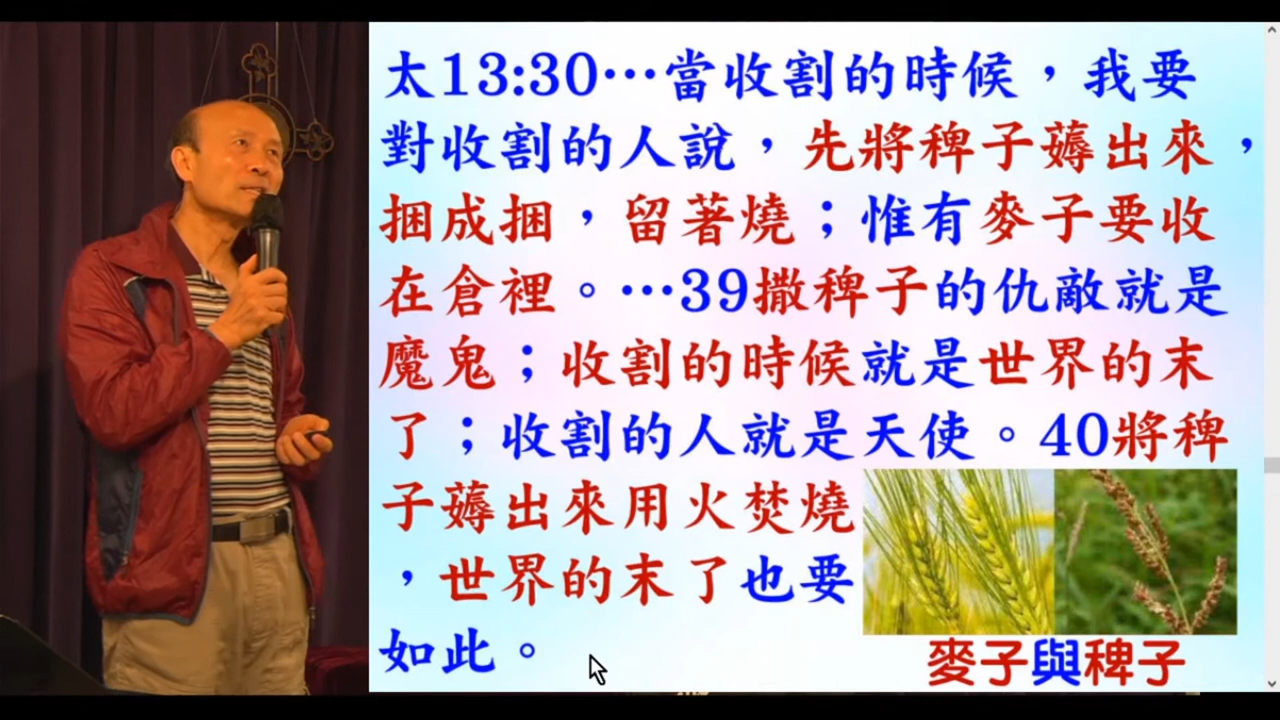 太13:30…當收割的時候，我要
對收割的人說，先將稗子薅出來，
捆成捆，留著燒；惟有麥子要收
在倉裡。…39撒稗子的仇敵就是
魔鬼；收割的時候就是世界的末
了；收割的人就是天使。40將稗
子薅出來用火焚燒
，世界的末了也要
如此。
麥子與稗子